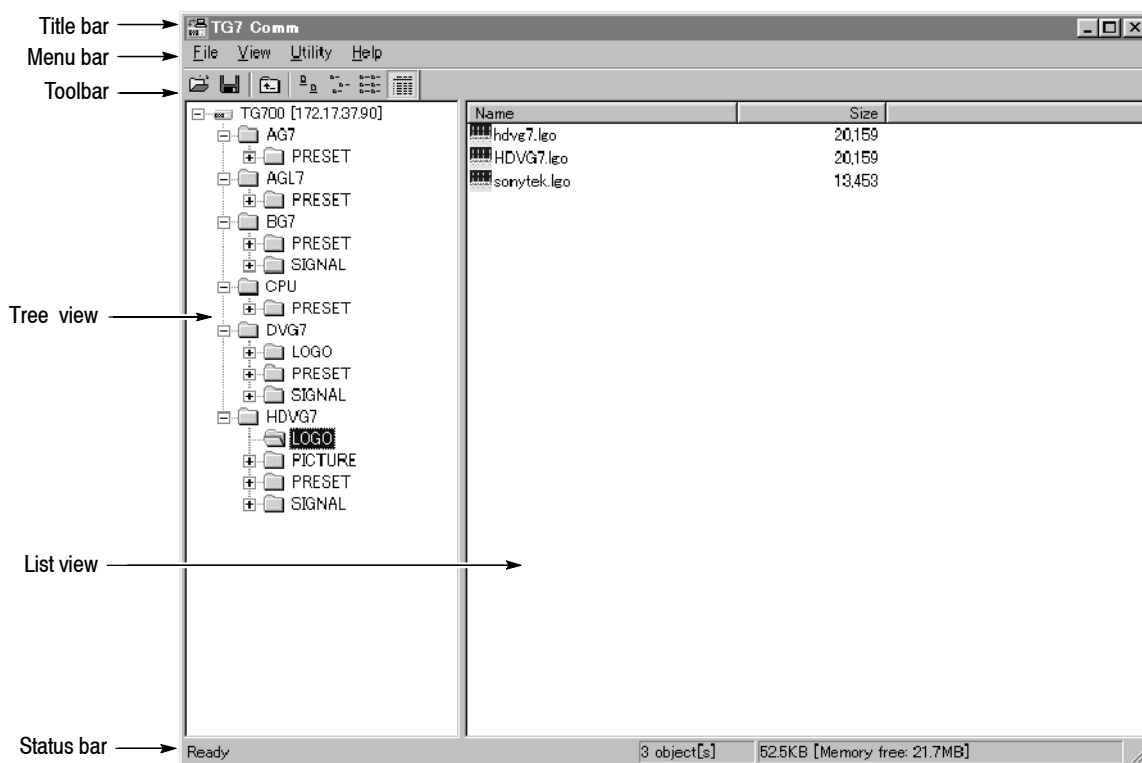 Title bar
TG7 Comm
Menu bar
File View Utility Help
Toolbar
TG700 [172.17.37.90]
AG7
PRESET
AGL7
PRESET
BG7
PRESET
SIGNAL
CPU
PRESET
Tree view
DVG7
LOGO
PRESET
SIGNAL
HDVG7
LOGO
PICTURE
PRESET
SIGNAL
Name Size
hdvg7.lgo 20,159
HDVG7.lgo 20,159
sonytek.lgo 13,453
List view
Status bar
Ready 3 object[s] 52.5KB [Memory free: 21.7MB]